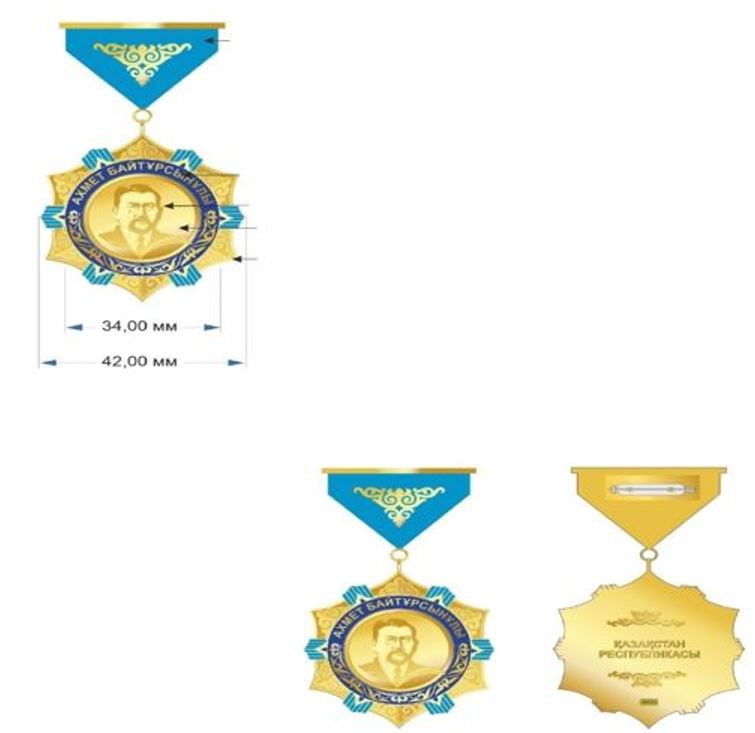 АХМЕТ БАЙТҰРСЫНҰЛЫ
34,00 мм
42,00 мм
АХМЕТ БАЙТҰРСЫНҰЛЫ
ҚАЗАҚСТАН
РЕСПУБЛИКАСЫ